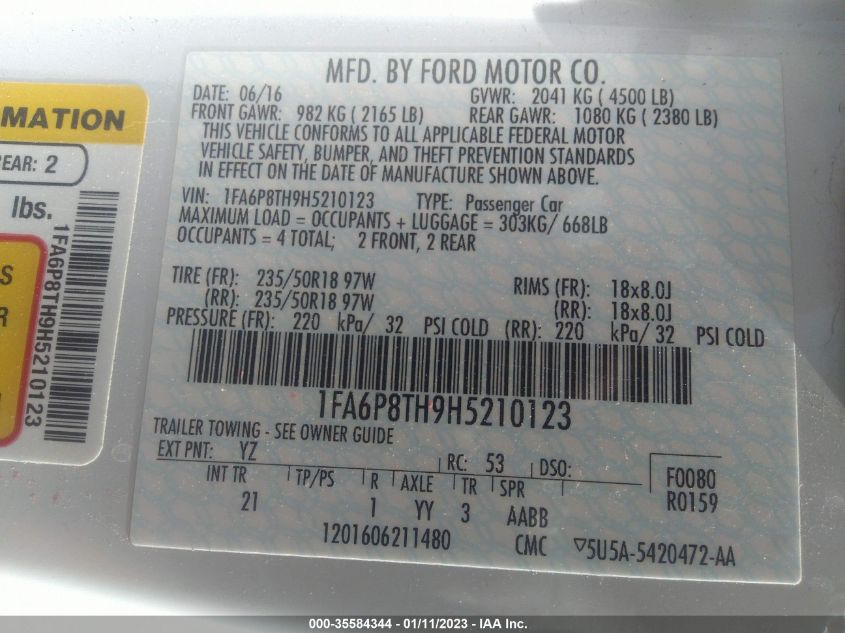 MATION
EAR: 2
lbs.
S
R
1FA6P8TH9H5210123
MFD. BY FORD MOTOR CO.
DATE: 06/16 GVWR: 2041 KG ( 4500 LB)
FRONT GAWR: 982 KG ( 2165 LB) REAR GAWR: 1080 KG ( 2380 LB)
THIS VEHICLE CONFORMS TO ALL APPLICABLE FEDERAL MOTOR
VEHICLE SAFETY, BUMPER, AND THEFT PREVENTION STANDARDS
IN EFFECT ON THE DATE OF MANUFACTURE SHOWN ABOVE.
VIN: 1FA6P8TH9H5210123 TYPE: Passenger Car
MAXIMUM LOAD = OCCUPANTS + LUGGAGE = 303KG/ 668LB
OCCUPANTS = 4 TOTAL; 2 FRONT, 2 REAR
TIRE (FR): 235/50R18 97W RIMS (FR): 18x8.0J
(RR): 235/50R18 97W (RR): 18x8.0J
PRESSURE (FR): 220 kPa/ 32 PSI COLD (RR): 220 kPa/ 32 PSI COLD
1FA6P8TH9H5210123
TRAILER TOWING - SEE OWNER GUIDE
EXT PNT: YZ RC: 53 DSO:
INT TR TP/PS R AXLE TR SPR
21 1 YY 3 AABB
F0080
R0159
1201606211480 CMC ▽5U5A-5420472-AA
000-35584344 / 01/11/2023 - IAA Inc.